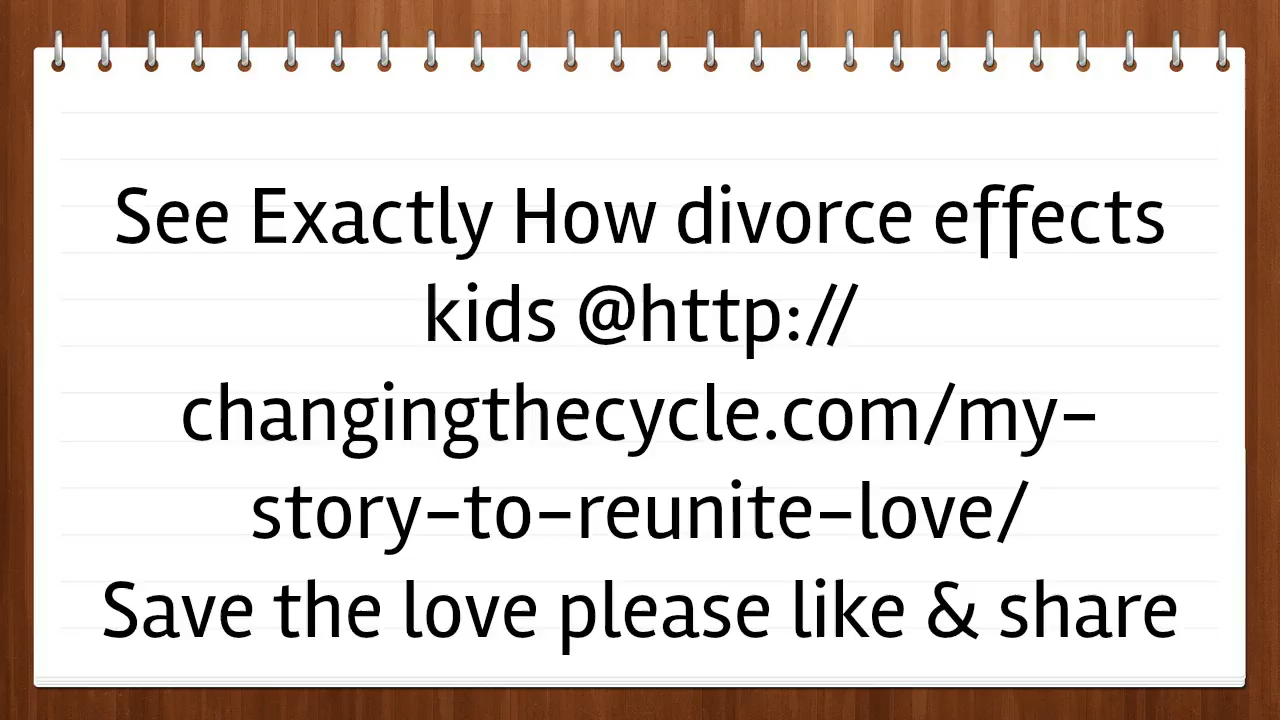 See Exactly How divorce effects
kids @http://
changingthecycle.com/my-
story-to-reunite-love/
Save the love please like & share